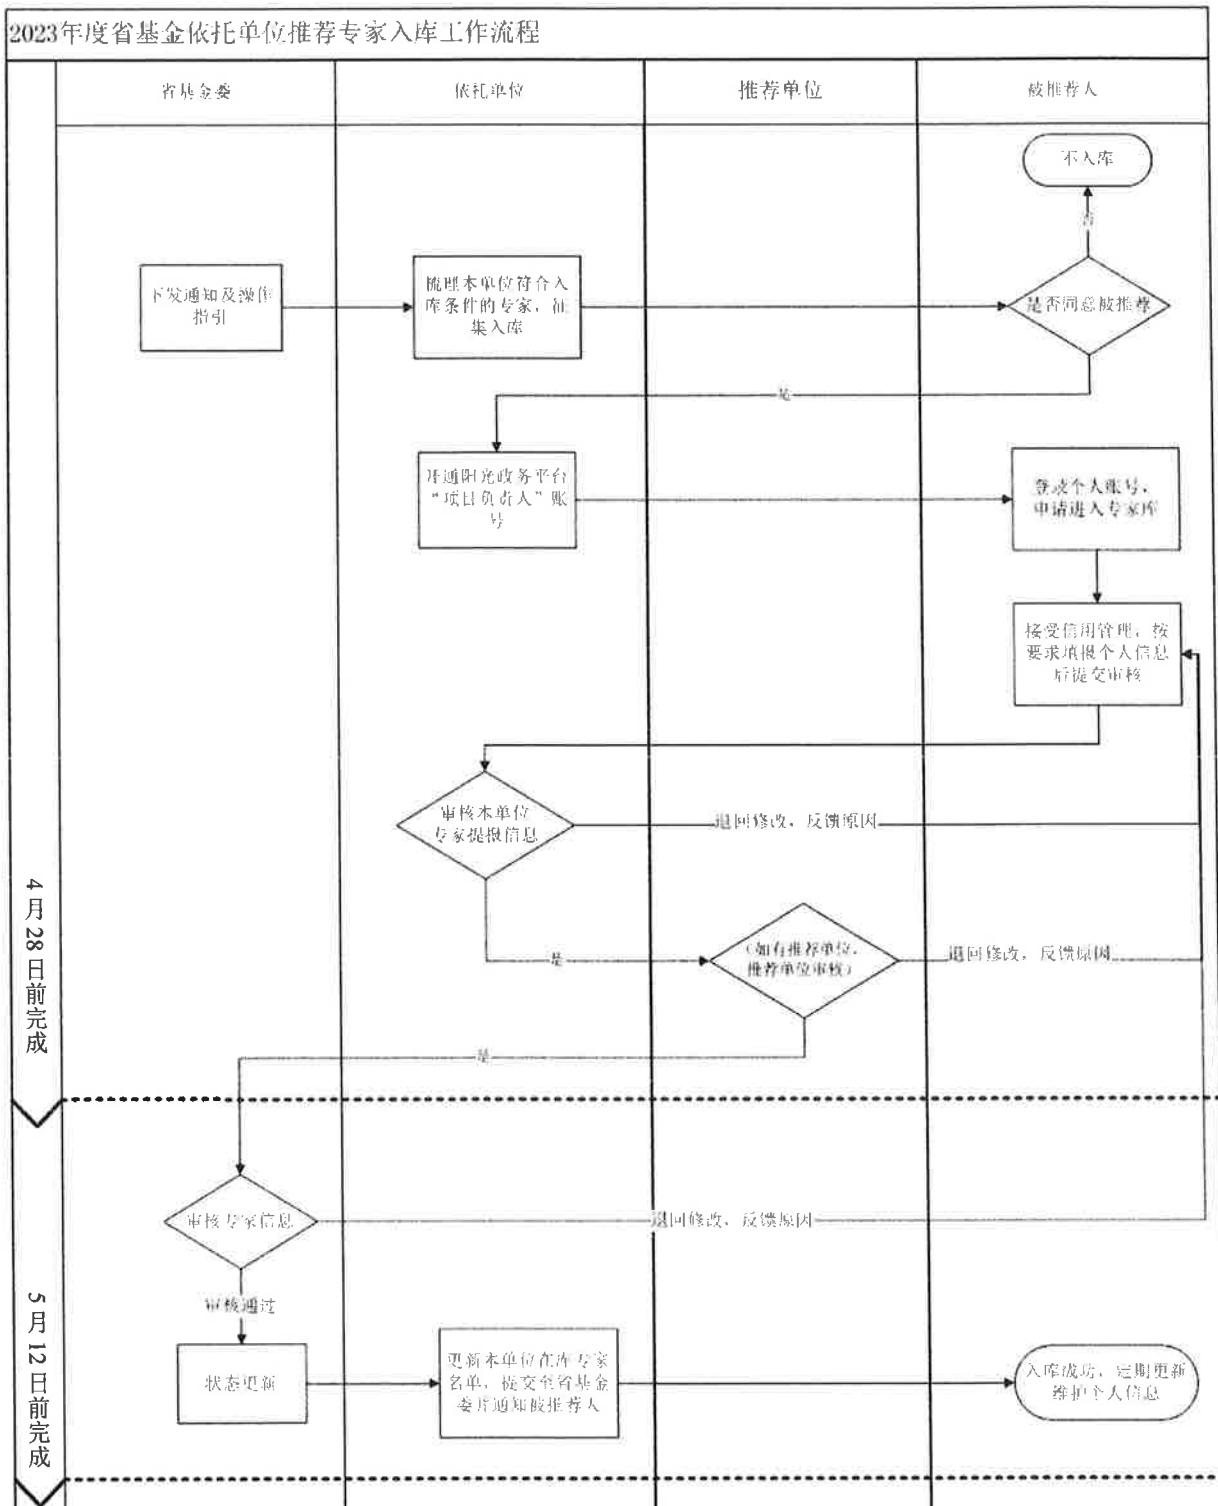 2023年度省基金依托单位推荐专家入库工作流程
省基金委
依托单位
推荐单位
被推荐人
不入库
否
下发通知及操作
指引
梳理本单位符合入
库条件的专家，征
集入库
是否同意被推荐
是
开通阳光政务平台
“项目负责人”账
号
登录个人账号，
申请进入专家库
接受信用管理，按
要求填报个人信息
后提交审核
审核本单位
专家提报信息
退回修改，反馈原因
是
（如有推荐单位，
推荐单位审核）
退回修改，反馈原因
是
4月28日前完成
审核专家信息
退回修改，反馈原因
审核通过
状态更新
更新本单位在库专家
名单，提交至省基金
委并通知被推荐人
入库成功，定期更新
维护个人信息
5月12日前完成